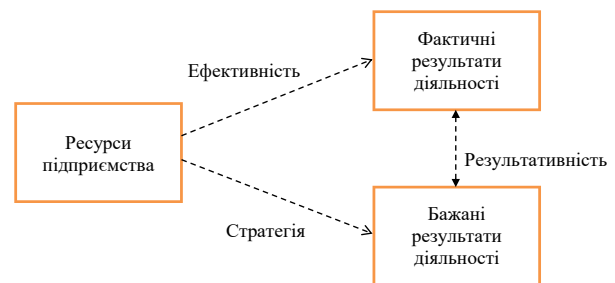 Фактичні
результати
діяльності
Ефективність
Ресурси
підприємства
Результативність
Стратегія
Бажані
результати
діяльності